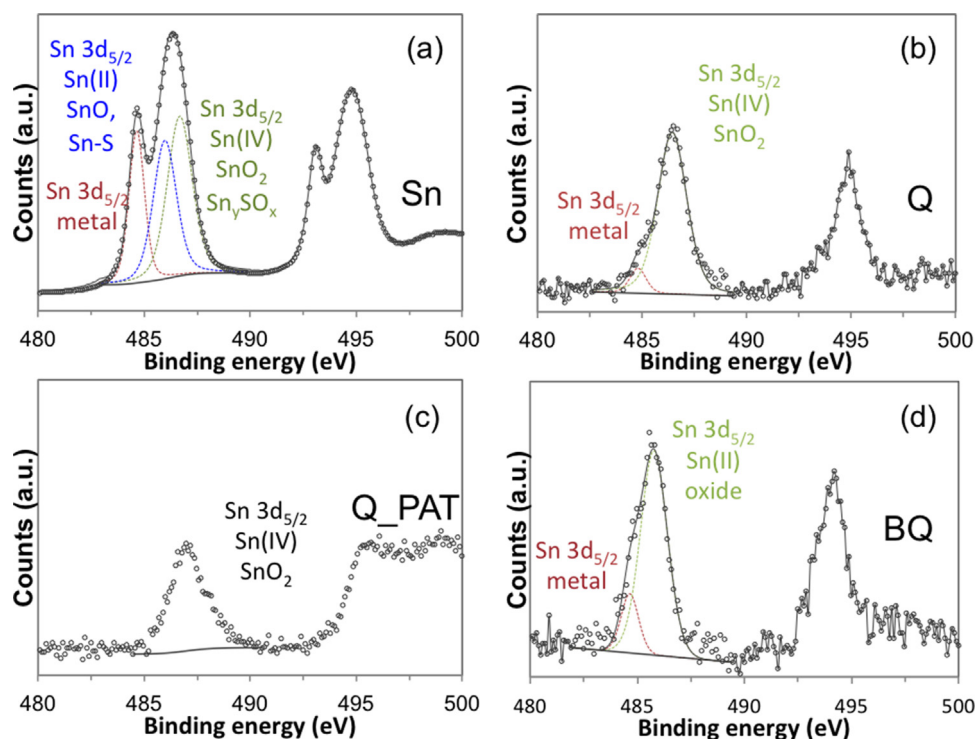 (a)
Sn 3d5/2
Sn(II)
SnO,
Sn-S
Sn 3d5/2
Sn(IV)
SnO2
SnySOx
Sn 3d5/2
metal
Sn
Counts (a.u.)
480 485 490 495 500
Binding energy (eV)
(b)
Sn 3d5/2
Sn(IV)
SnO2
Sn 3d5/2
metal
Q
Counts (a.u.)
480 485 490 495 500
Binding energy (eV)
(c)
Sn 3d5/2
Sn(IV)
SnO2
Q_PAT
Counts (a.u.)
480 485 490 495 500
Binding energy (eV)
(d)
Sn 3d5/2
Sn(II)
oxide
Sn 3d5/2
metal
BQ
Counts (a.u.)
480 485 490 495 500
Binding energy (eV)